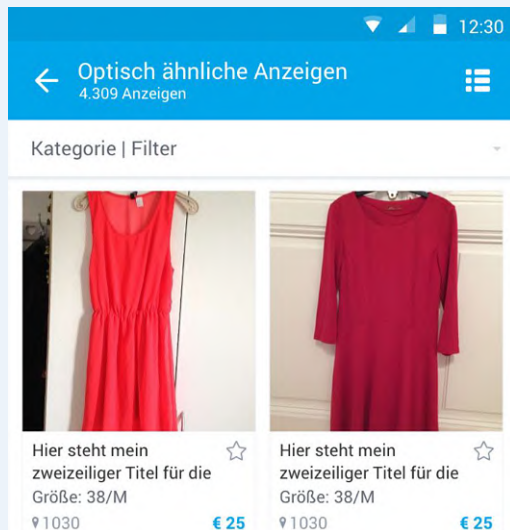 12:30
Optisch ähnliche Anzeigen
4.309 Anzeigen
Kategorie | Filter
Hier steht mein
zweizeiliger Titel für die
Größe: 38/M
1030 € 25
Hier steht mein
zweizeiliger Titel für die
Größe: 38/M
1030 € 25